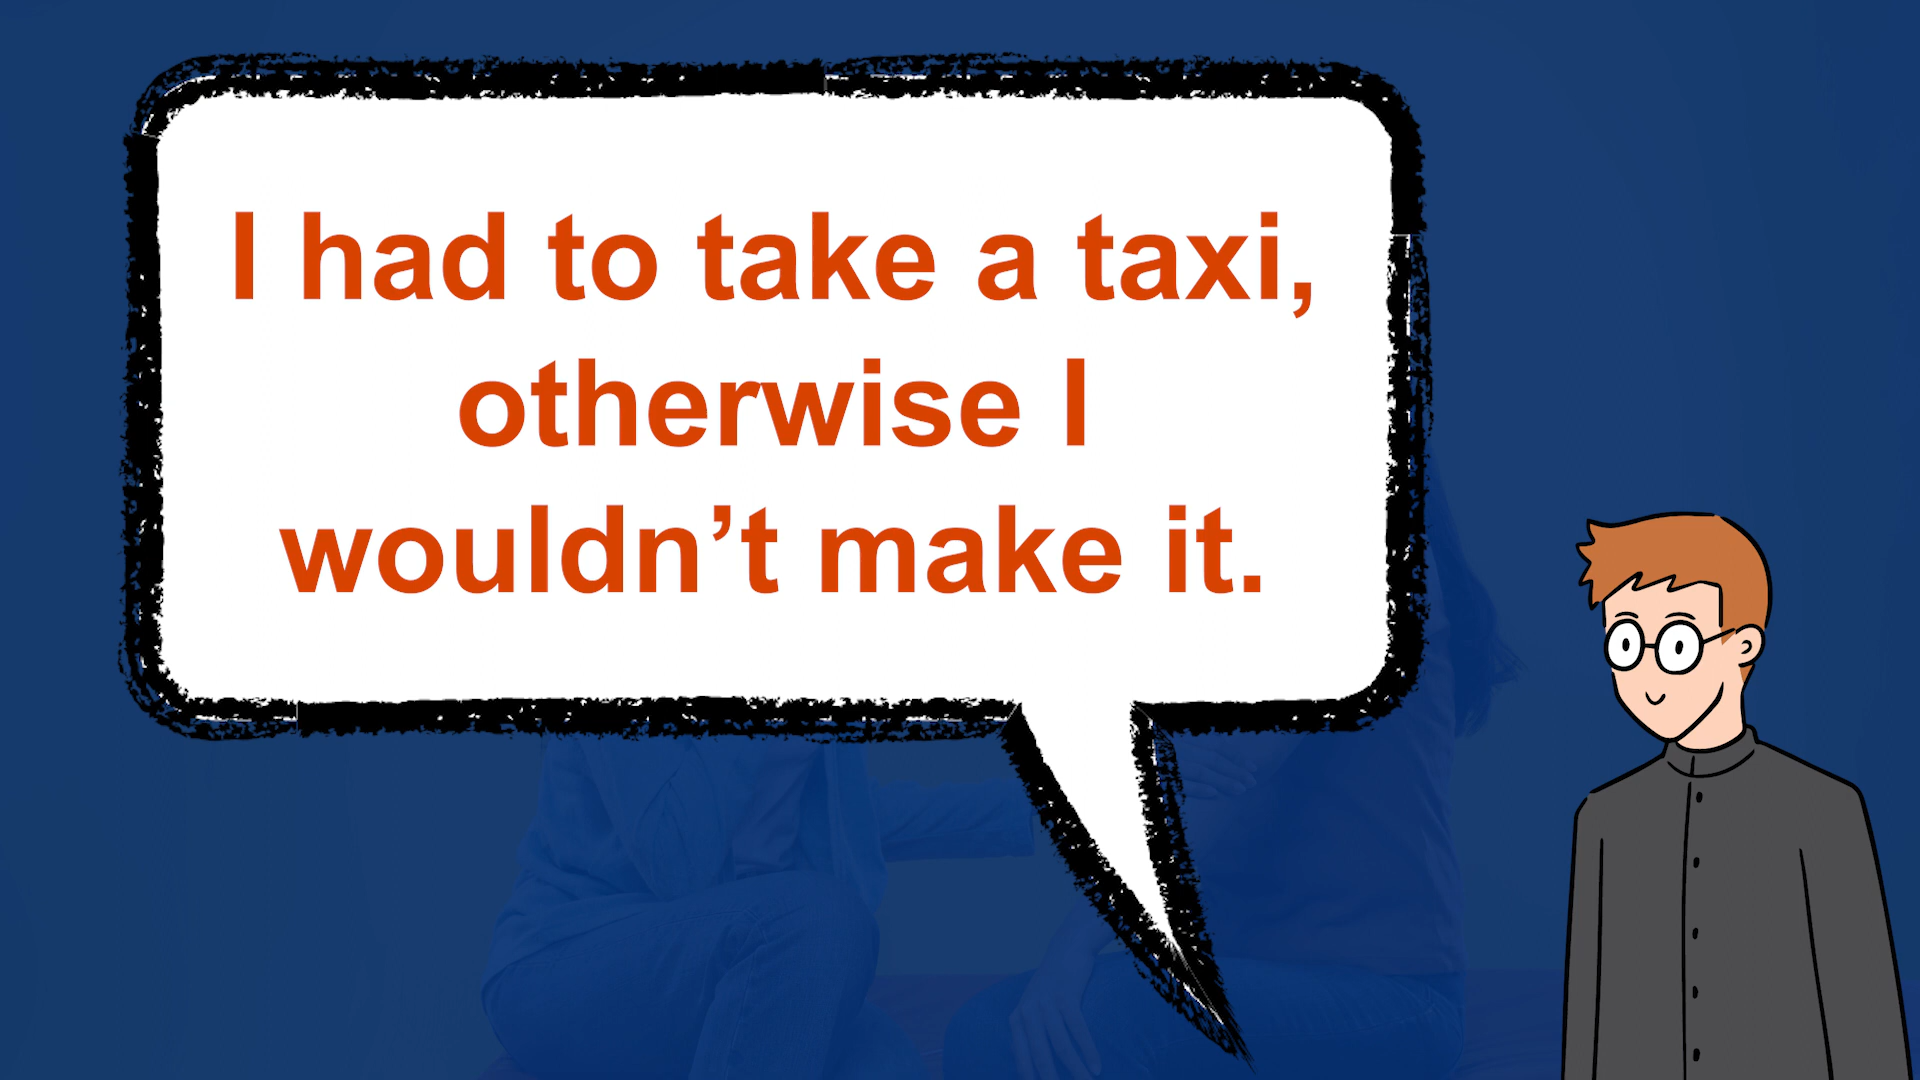 I had to take a taxi,
otherwise I
wouldn’t make it.